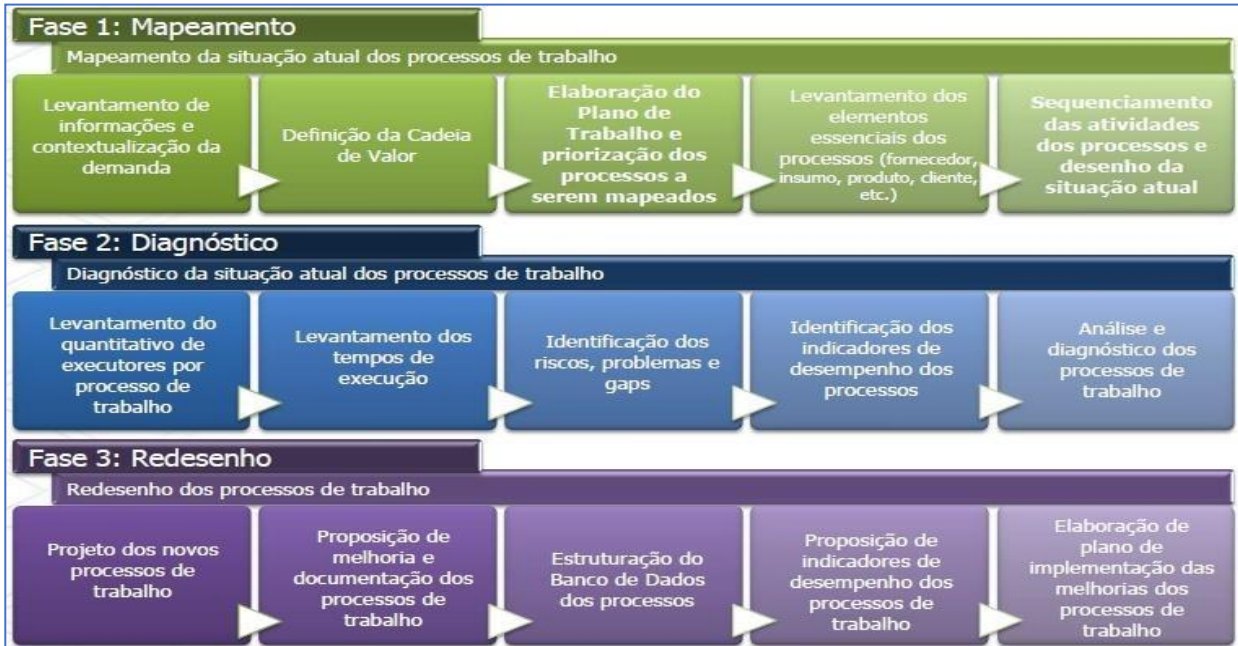 Fase 1: Mapeamento
Mapeamento da situação atual dos processos de trabalho
Levantamento de
informações e
contextualização da
demanda
Definição da Cadeia
de Valor
Elaboração do
Plano de
Trabalho e
priorização dos
processos a
serem mapeados
Levantamento dos
elementos
essenciais dos
processos (fornecedor,
insumo, produto, cliente,
etc.)
Sequenciamento
das atividades
dos processos e
desenho da
situação atual
Fase 2: Diagnóstico
Diagnóstico da situação atual dos processos de trabalho
Levantamento do
quantitativo de
executores por
processo de
trabalho
Levantamento dos
tempos de
execução
Identificação dos
riscos, problemas e
gaps
Identificação dos
indicadores de
desempenho dos
processos
Análise e
diagnóstico dos
processos de
trabalho
Fase 3: Redesenho
Redesenho dos processos de trabalho
Projeto dos novos
processos de
trabalho
Proposição de
melhoria e
documentação dos
processos de
trabalho
Estruturação do
Banco de Dados
dos processos
Proposição de
indicadores de
desempenho dos
processos de
trabalho
Elaboração de
plano de
implementação das
melhorias dos
processos de
trabalho